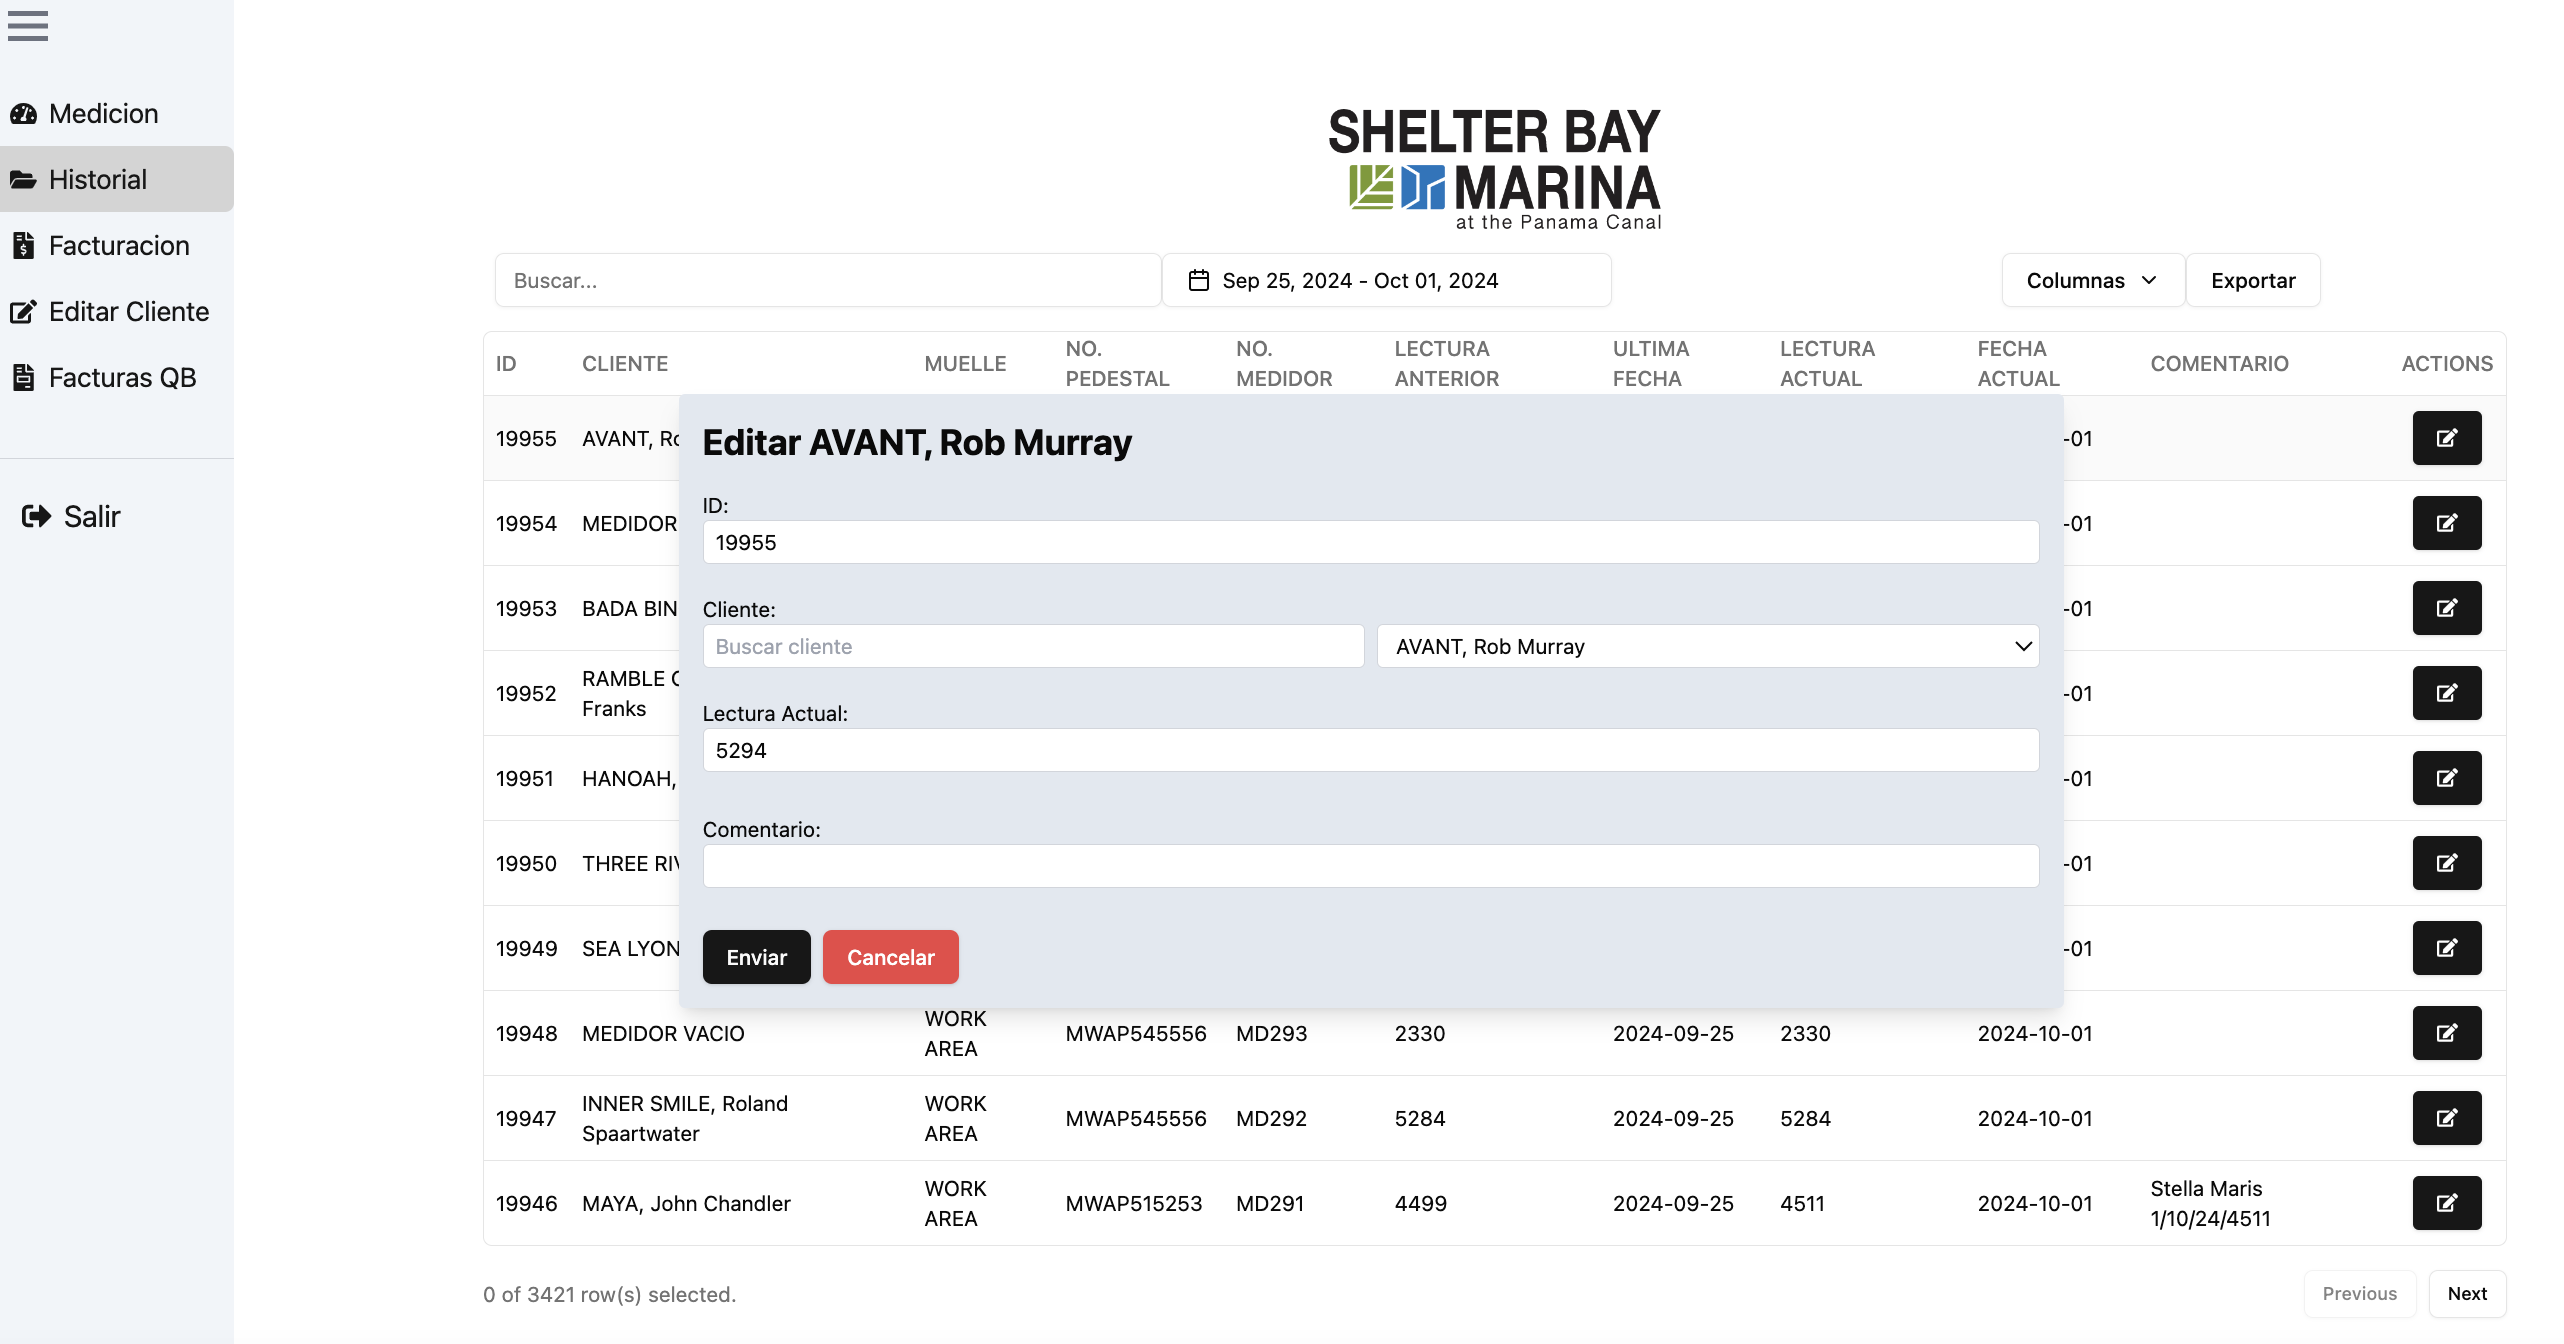 Medicion
Historial
Facturacion
Editar Cliente
Facturas QB
Salir
SHELTER BAY
MARINA
at the Panama Canal
Buscar...
Sep 25, 2024 - Oct 01, 2024
Columnas
Exportar
ID CLIENTE MUELLE NO. PEDESTAL NO. MEDIDOR LECTURA ANTERIOR ULTIMA FECHA LECTURA ACTUAL FECHA ACTUAL COMENTARIO ACTIONS
19955 AVANT, -01
19954 MEDIDOR -01
19953 BADA BIN -01
19952 RAMBLE -01
Franks
19951 HANOAH, -01
19950 THREE -01
19949 SEA LYON -01
Editar AVANT, Rob Murray
ID:
19955
Cliente:
Buscar cliente
AVANT, Rob Murray
Lectura Actual:
5294
Comentario:
Enviar
Cancelar
19948 MEDIDOR VACIO WORK AREA MWAP545556 MD293 2330 2024-09-25 2330 2024-10-01
19947 INNER SMILE, Roland Spaartwater WORK AREA MWAP545556 MD292 5284 2024-09-25 5284 2024-10-01
19946 MAYA, John Chandler WORK AREA MWAP515253 MD291 4499 2024-09-25 4511 2024-10-01 Stella Maris 1/10/24/4511
0 of 3421 row(s) selected.
Previous
Next